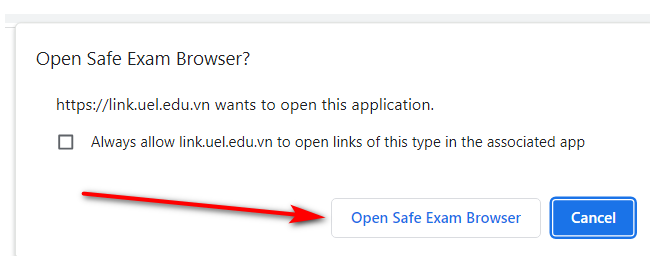 Open Safe Exam Browser?
https://link.uel.edu.vn wants to open this application.
Always allow link.uel.edu.vn to open links of this type in the associated app
Open Safe Exam Browser
Cancel